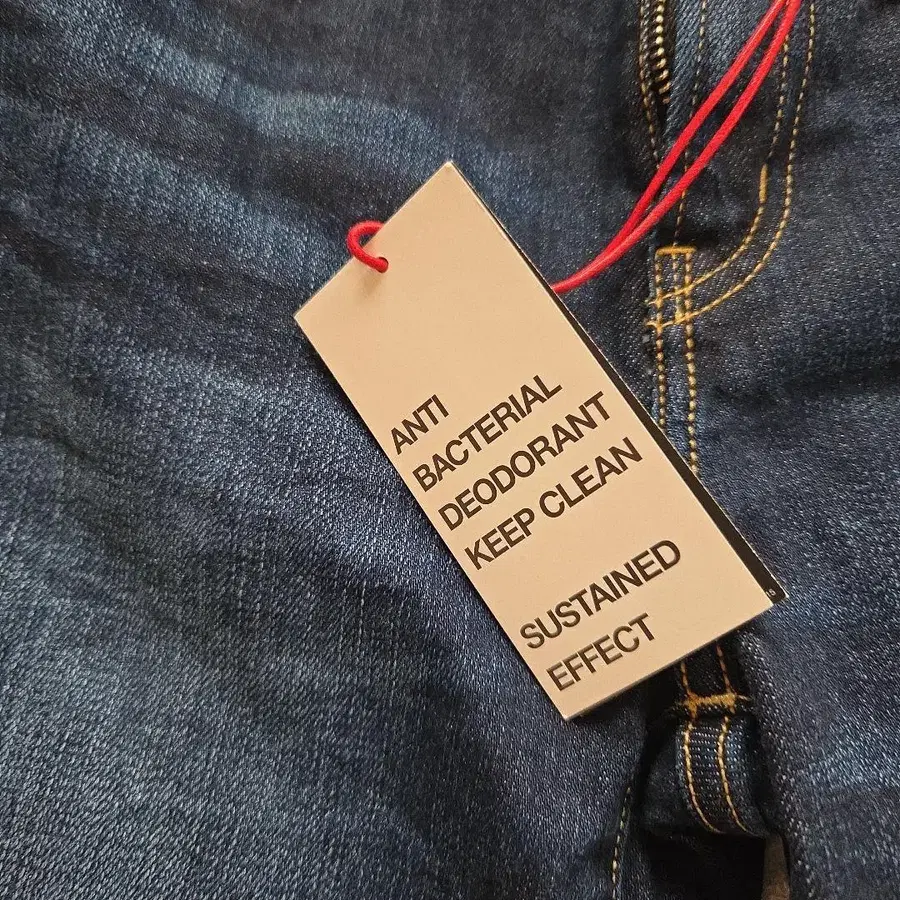 ANTI
BACTERIAL
DEODORANT
KEEP CLEAN
SUSTAINED
EFFECT